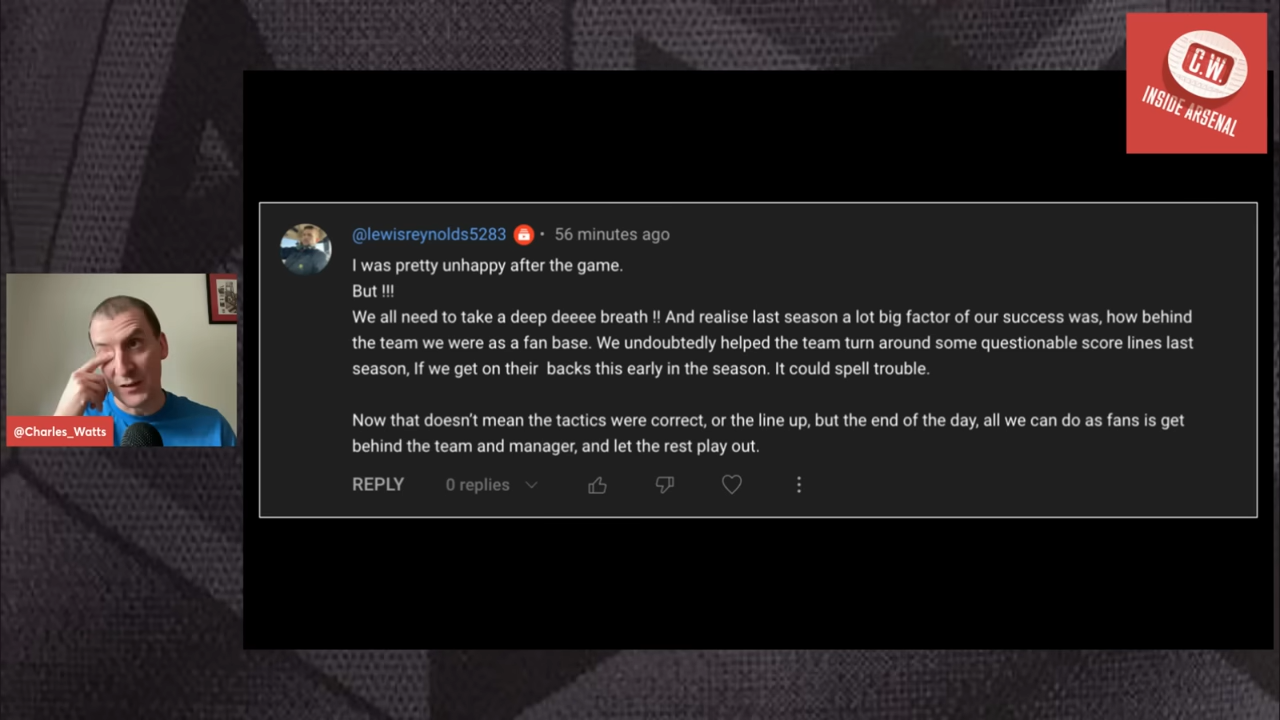 C.W.
INSIDE ARSENAL
@lewisreynolds5283 • 56 minutes ago
I was pretty unhappy after the game.
But !!!
We all need to take a deep deeee breath !! And realise last season a lot big factor of our success was, how behind
the team we were as a fan base. We undoubtedly helped the team turn around some questionable score lines last
season, If we get on their  backs this early in the season. It could spell trouble.
Now that doesn't mean the tactics were correct, or the line up, but the end of the day, all we can do as fans is get
behind the team and manager, and let the rest play out.
REPLY 0 replies
@Charles_Watts